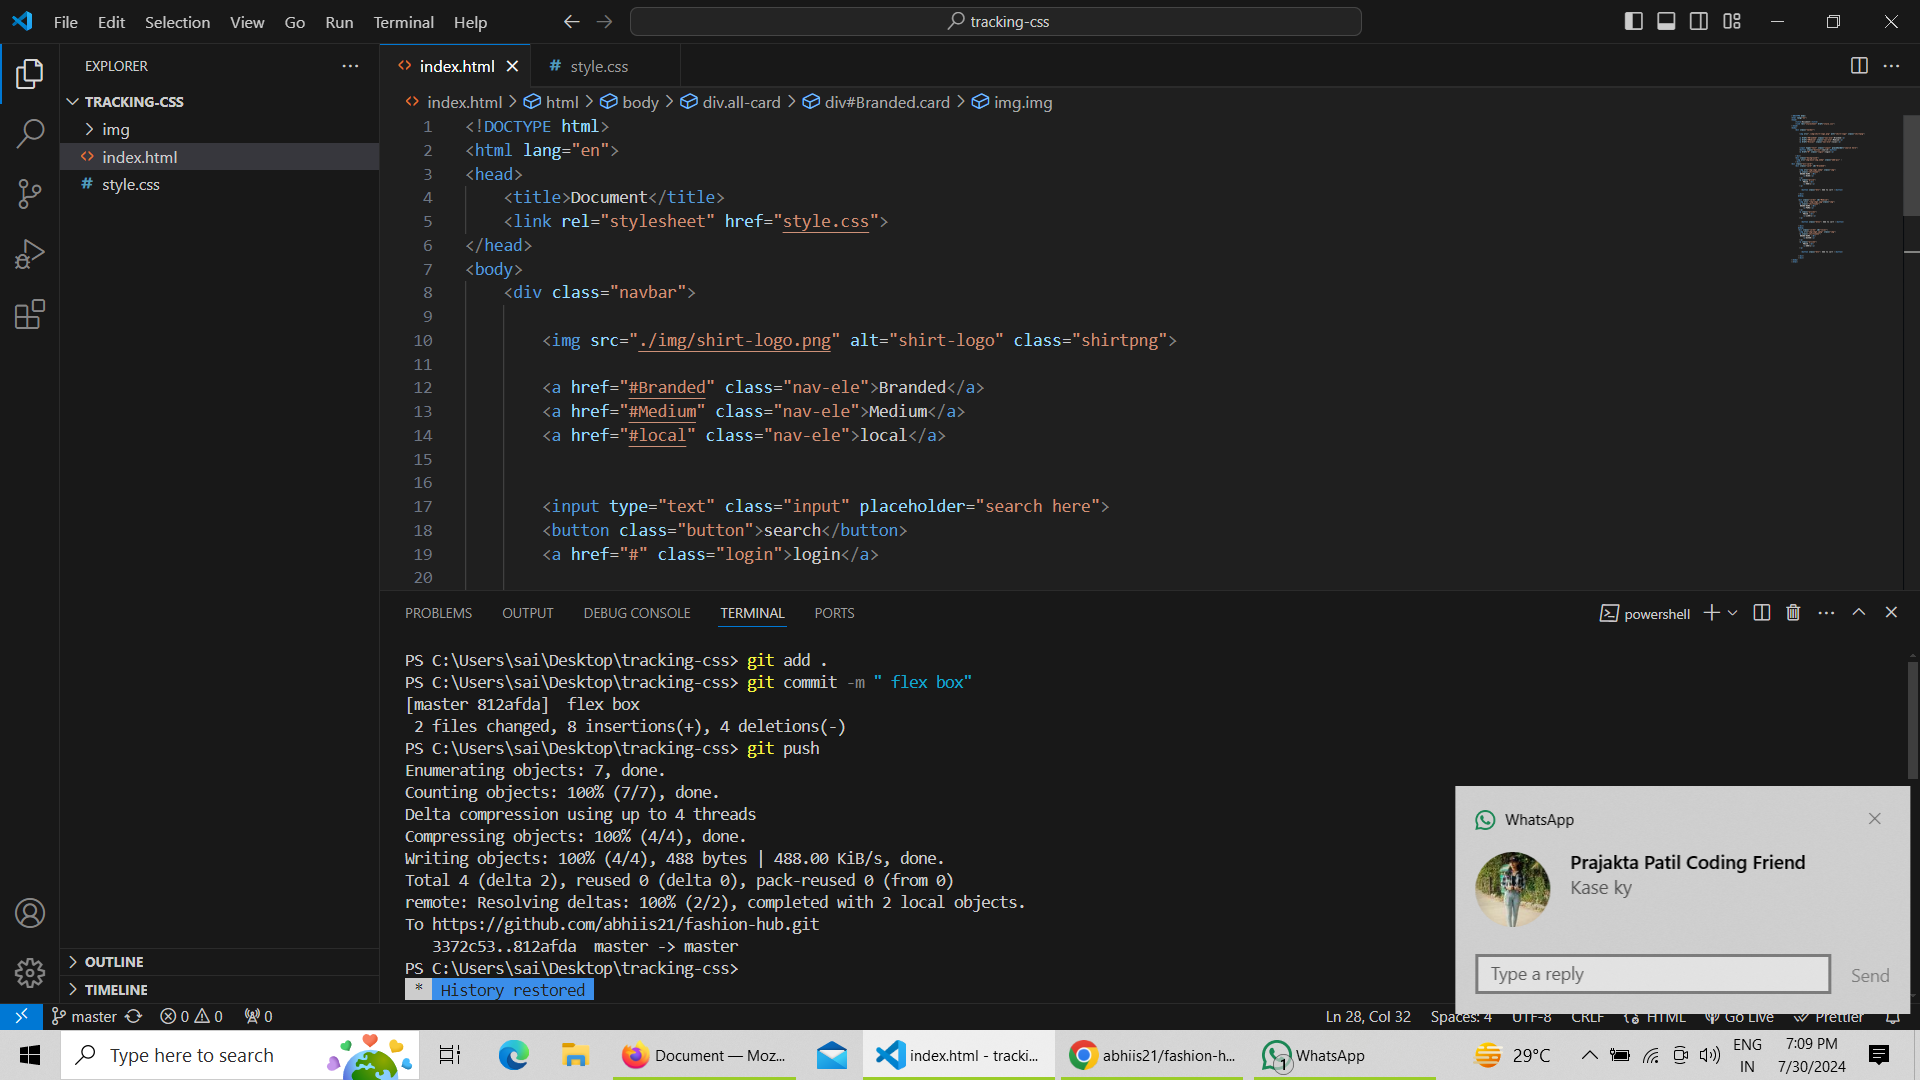 File Edit Selection View Go Run Terminal Help
tracking-css
EXPLORER
TRACKING-CSS
img
index.html
style.css
OUTLINE
TIMELINE
index.html
style.css
index.html > html > body > div.all-card > div#Branded.card > img.img
1 <!DOCTYPE html>
2 <html lang="en">
3 <head>
4 <title>Document</title>
5 <link rel="stylesheet" href="style.css">
6 </head>
7 <body>
8 <div class="navbar">
9
10 <img src="./img/shirt-logo.png" alt="shirt-logo" class="shirtpng">
11
12 <a href="#Branded" class="nav-ele">Branded</a>
13 <a href="#Medium" class="nav-ele">Medium</a>
14 <a href="#local" class="nav-ele">local</a>
15
16
17 <input type="text" class="input" placeholder="search here">
18 <button class="button">search</button>
19 <a href="#" class="login">login</a>
20
PROBLEMS OUTPUT DEBUG CONSOLE TERMINAL PORTS
powershell
PS C:\Users\sai\Desktop\tracking-css> git add .
PS C:\Users\sai\Desktop\tracking-css> git commit -m " flex box"
[master 812afda]  flex box
 2 files changed, 8 insertions(+), 4 deletions(-)
PS C:\Users\sai\Desktop\tracking-css> git push
Enumerating objects: 7, done.
Counting objects: 100% (7/7), done.
Delta compression using up to 4 threads
Compressing objects: 100% (4/4), done.
Writing objects: 100% (4/4), 488 bytes | 488.00 KiB/s, done.
Total 4 (delta 2), reused 0 (delta 0), pack-reused 0 (from 0)
remote: Resolving deltas: 100% (2/2), completed with 2 local objects.
To https://github.com/abhiis21/fashion-hub.git
   3372c53..812afda  master -> master
PS C:\Users\sai\Desktop\tracking-css>
* History restored
WhatsApp
Prajakta Patil Coding Friend
Kase ky
Type a reply
Send
master 0 0 0
Ln 28, Col 32 Spaces: 4 UTF-8 CRLF HTML Go Live Prettier
Type here to search
Document — Moz...
index.html - tracki...
abhiis21/fashion-h...
1
WhatsApp
29°C
ENG
IN
7:09 PM
7/30/2024